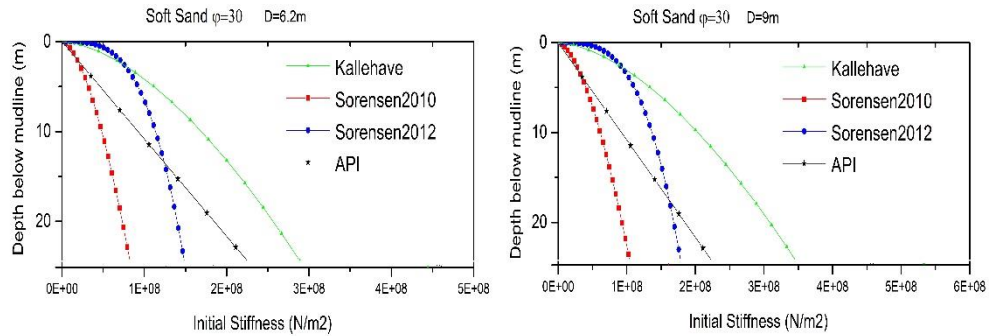 Soft Sand φ=30 D=6.2m
Depth below mudline (m)
0
10
20
Kallehave
Sorensen2010
Sorensen2012
API
0E+00 1E+08 2E+08 3E+08 4E+08 5E+08
Initial Stiffness (N/m2)
Soft Sand φ=30 D=9m
Depth below mudline (m)
0
10
20
Kallehave
Sorensen2010
Sorensen2012
API
0E+00 1E+08 2E+08 3E+08 4E+08 5E+08 6E+08
Initial Stiffness (N/m2)